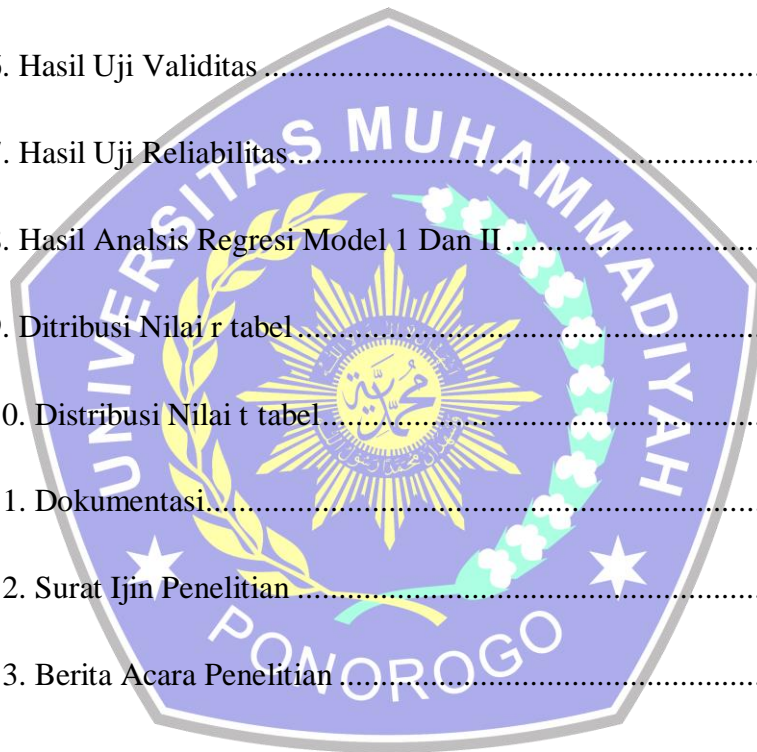 . Hasil Uji Validitas ....................................................................
. Hasil Uji Reliabilitas................................................................
. Hasil Analsis Regresi Model 1 Dan II...................................
. Ditribusi Nilai r tabel...............................................................
0. Distribusi Nilai t tabel............................................................
1. Dokumentasi...........................................................................
2. Surat Ijin Penelitian ................................................................
3. Berita Acara Penelitian ..........................................................
UNIVERSITAS MUHAMMADIYAH
PONOROGO
محمد